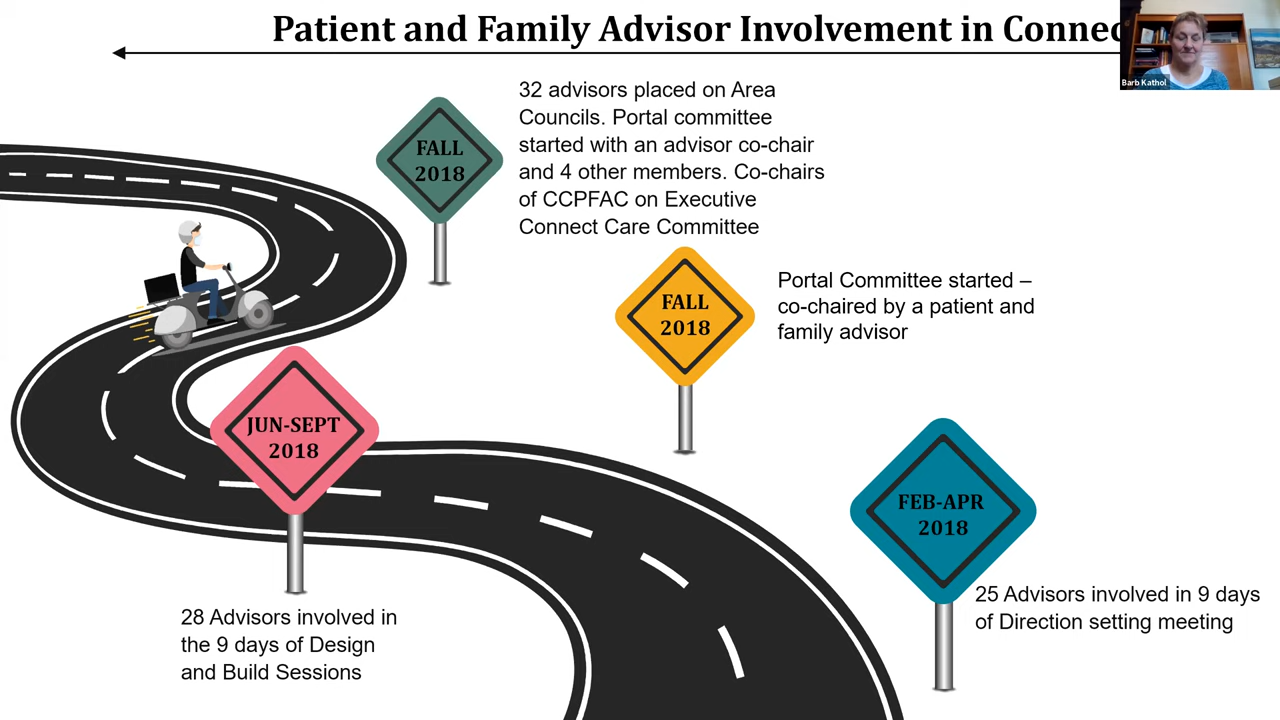 Patient and Family Advisor Involvement in Connec
Barb Kathol
FALL
2018
32 advisors placed on Area
Councils. Portal committee
started with an advisor co-chair
and 4 other members. Co-chairs
of CCPFAC on Executive
Connect Care Committee
FALL
2018
Portal Committee started –
co-chaired by a patient and
family advisor
JUN-SEPT
2018
28 Advisors involved in
the 9 days of Design
and Build Sessions
FEB-APR
2018
25 Advisors involved in 9 days
of Direction setting meeting